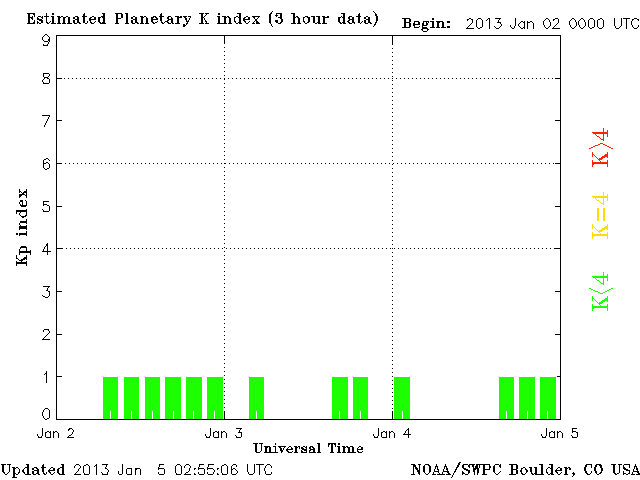 Estimated Planetary K index (3 hour data) Begin: 2013 Jan 02 0000 UTC
9
8
7
6
5
4
3
2
1
0
Kp index
K>4
K=4
K<4
Jan 2 Jan 3 Jan 4 Jan 5
Universal Time
Updated 2013 Jan 5 02:55:06 UTC NOAA/SWPC Boulder, CO USA